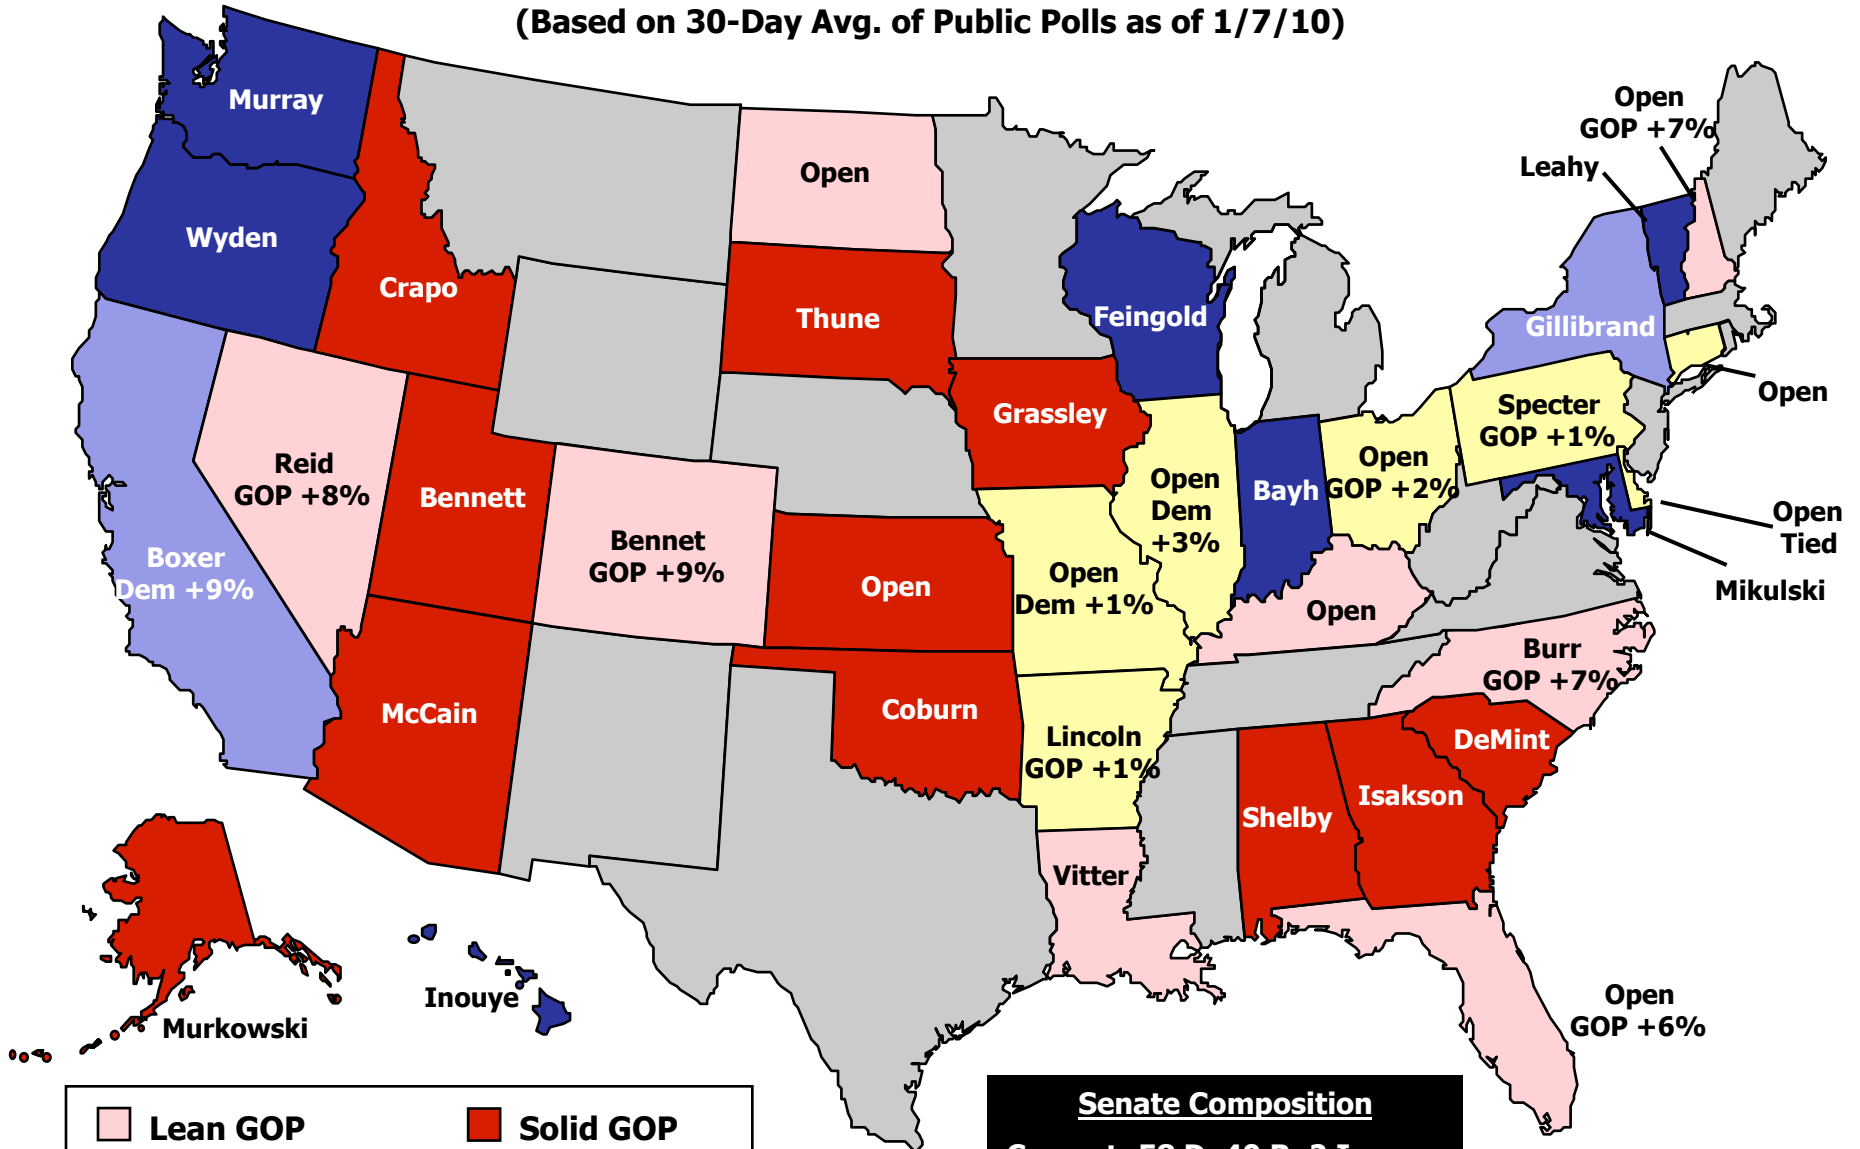 (Based on 30-Day Avg. of Public Polls as of 1/7/10)
Murray
Open
GOP +7%
Leahy
Open
Wyden
Crapo
Thune
Feingold
Gillibrand
Open
Grassley
Specter
GOP +1%
Reid
GOP +8%
Bennett
Open
Dem
+3%
Bayh
Open
GOP +2%
Open
Tied
Bennet
GOP +9%
Boxer
Dem +9%
Open
Open
Dem +1%
Open
Mikulski
Burr
GOP +7%
McCain
Coburn
Lincoln
GOP +1%
DeMint
Isakson
Shelby
Vitter
Inouye
Murkowski
Open
GOP +6%
Lean GOP
Solid GOP
Senate Composition